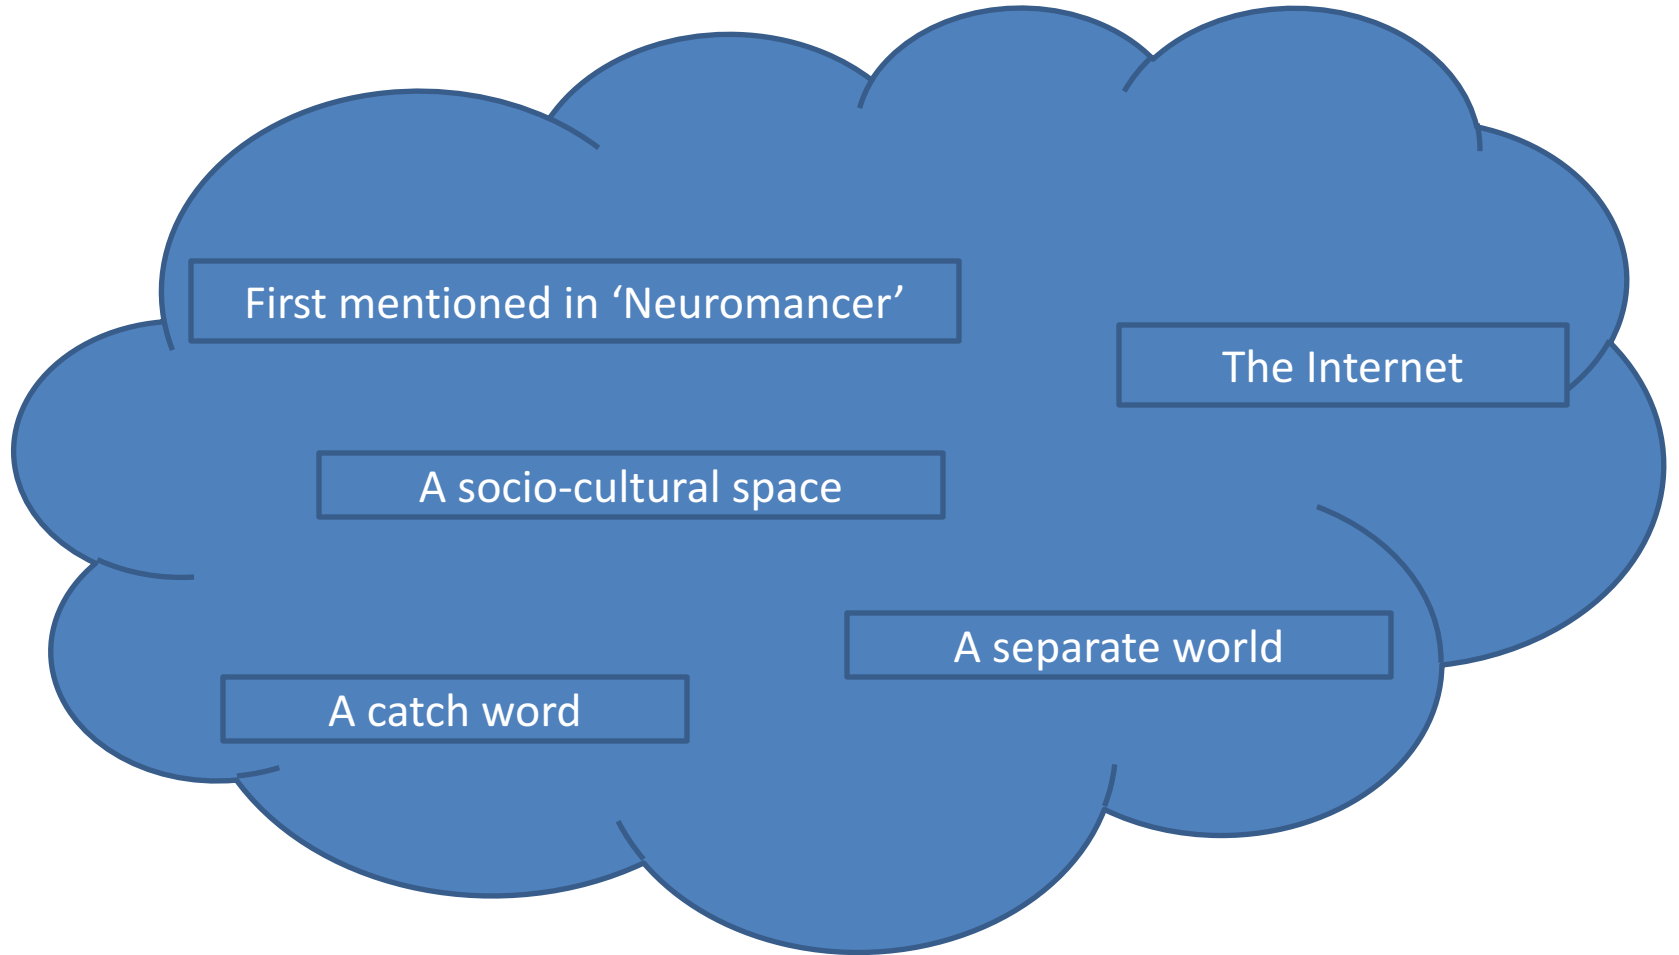 First mentioned in ‘Neuromancer’
The Internet
A socio-cultural space
A separate world
A catch word